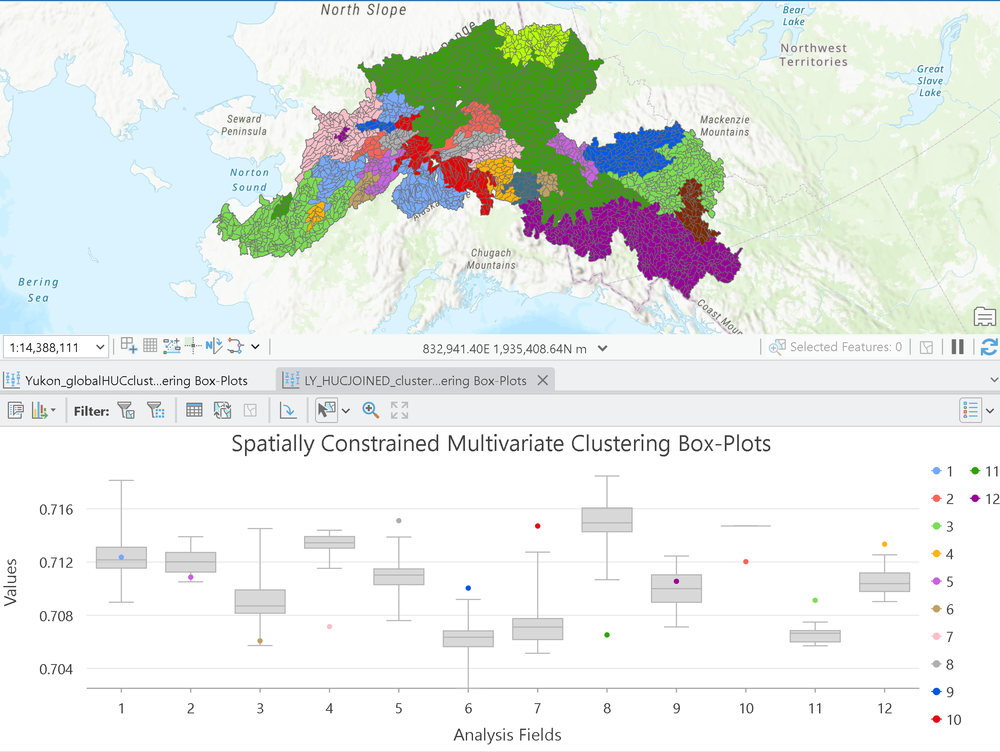 North Slope
Bear
Lake
nge
Northwest
Territories
Great
Slave
Lake
Seward
Peninsula
Mackenzie
Mountains
Norton
Sound
Alaska
e
Chugach
Mountains
Bering
Sea
Coast Moun
1:14,388,111
832,941.40E 1,935,408.64N m
Selected Features: 0
Yukon_globalHUCclust...ering Box-Plots
LY_HUCJOINED_cluster...ering Box-Plots
Filter:
Spatially Constrained Multivariate Clustering Box-Plots
1 11
2 12
3
4
5
6
7
8
9
10
0.716
0.712
0.708
0.704
Values
1 2 3 4 5 6 7 8 9 10 11 12
Analysis Fields